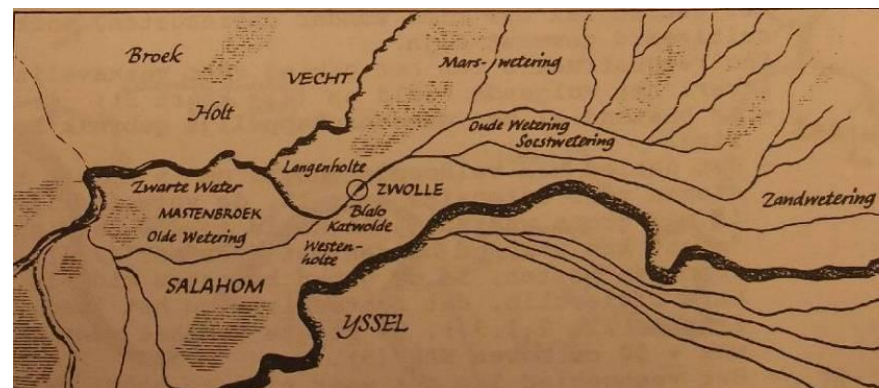 Broek
VECHT
Mars-wetering
Holt
Oude Wetering
Soestwetering
Langenholte
Zwarte Water
ZWOLLE
Zandwetering
MASTENBROEK
Blalo
Katwolde
Olde Wetering
Westen-
holte
SALAHOM
YSSEL